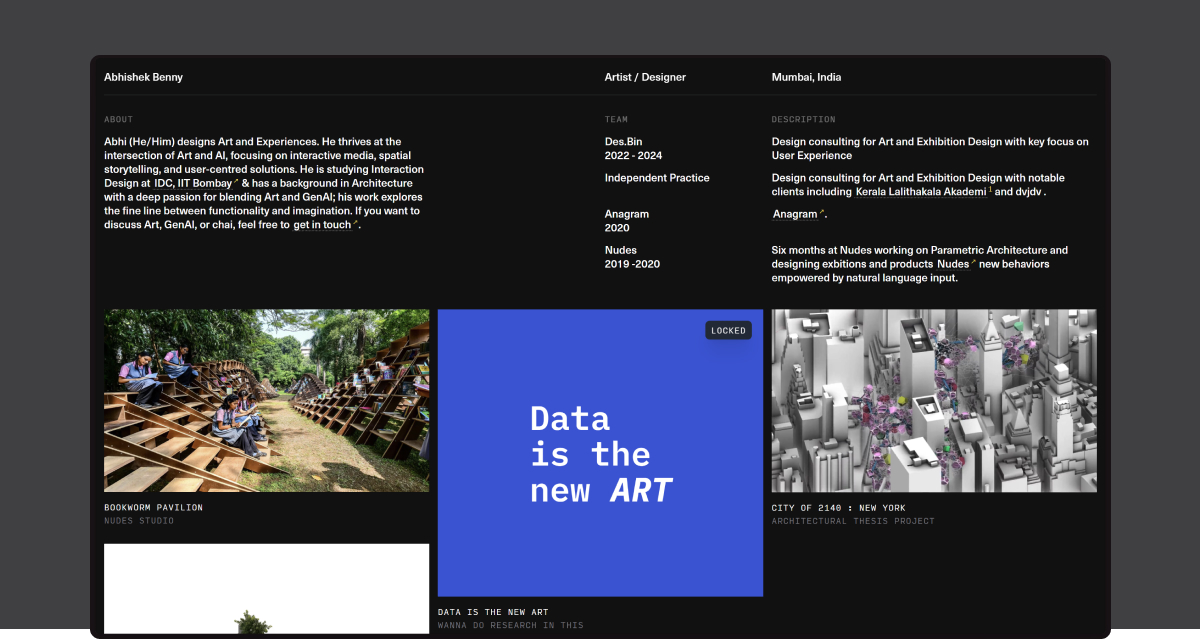 Abhishek Benny
Artist / Designer
Mumbai, India
ABOUT
Abhi (He/Him) designs Art and Experiences. He thrives at the
intersection of Art and AI, focusing on interactive media, spatial
storytelling, and user-centred solutions. He is studying Interaction
Design at IDC, IIT Bombay↗ & has a background in Architecture
with a deep passion for blending Art and GenAI; his work explores
the fine line between functionality and imagination. If you want to
discuss Art, GenAI, or chai, feel free to get in touch↗.
TEAM
DESCRIPTION
Des.Bin
2022 - 2024
Design consulting for Art and Exhibition Design with key focus on
User Experience
Independent Practice
Design consulting for Art and Exhibition Design with notable
clients including Kerala Lalithakala Akademi1 and dvjdv .
Anagram
2020
Anagram↗.
Nudes
2019 -2020
Six months at Nudes working on Parametric Architecture and
designing exbitions and products Nudes↗ new behaviors
empowered by natural language input.
BOOKWORM PAVILION
NUDES STUDIO
LOCKED
Data
is the
new ART
DATA IS THE NEW ART
WANNA DO RESEARCH IN THIS
CITY OF 2140 : NEW YORK
ARCHITECTURAL THESIS PROJECT